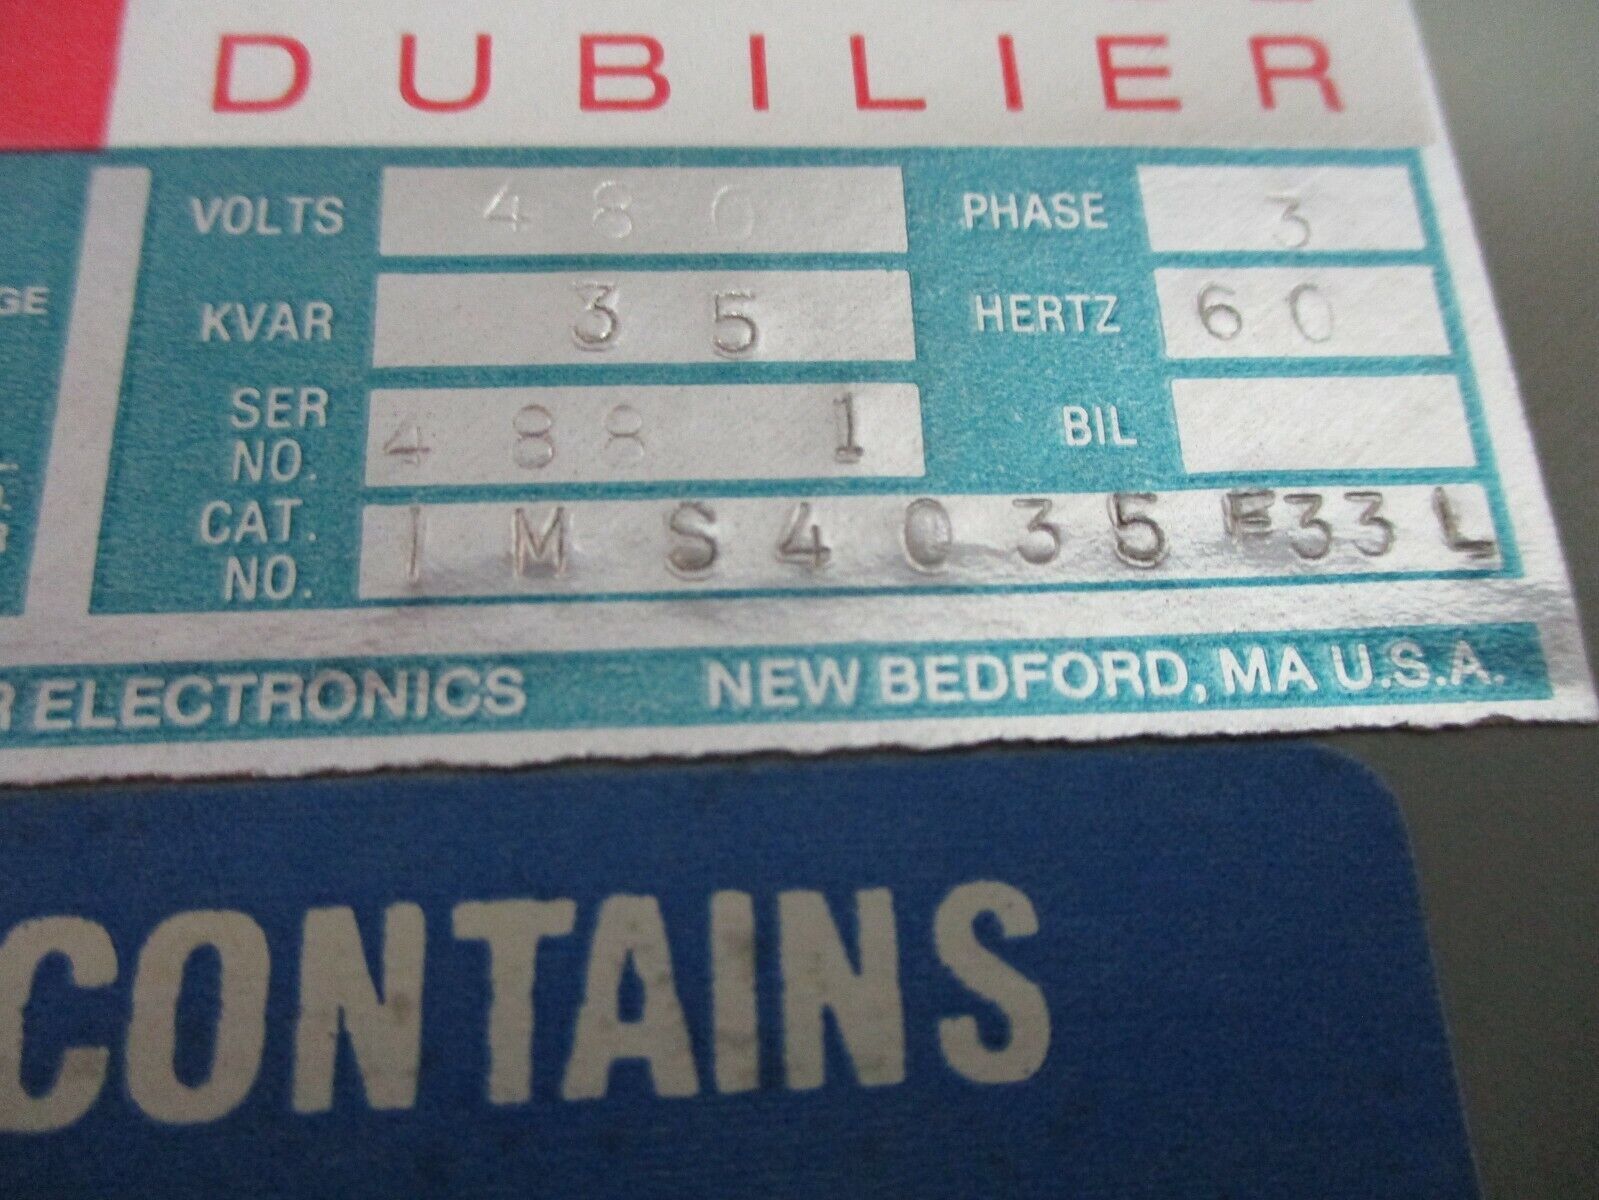 DUBILIER
VOLTS 480 PHASE 3
GE
KVAR 35 HERTZ 60
SER NO. 488 1 BIL
CAT. NO. IMS4035F33L
R ELECTRONICS NEW BEDFORD, MA U.S.A.
CONTAINS